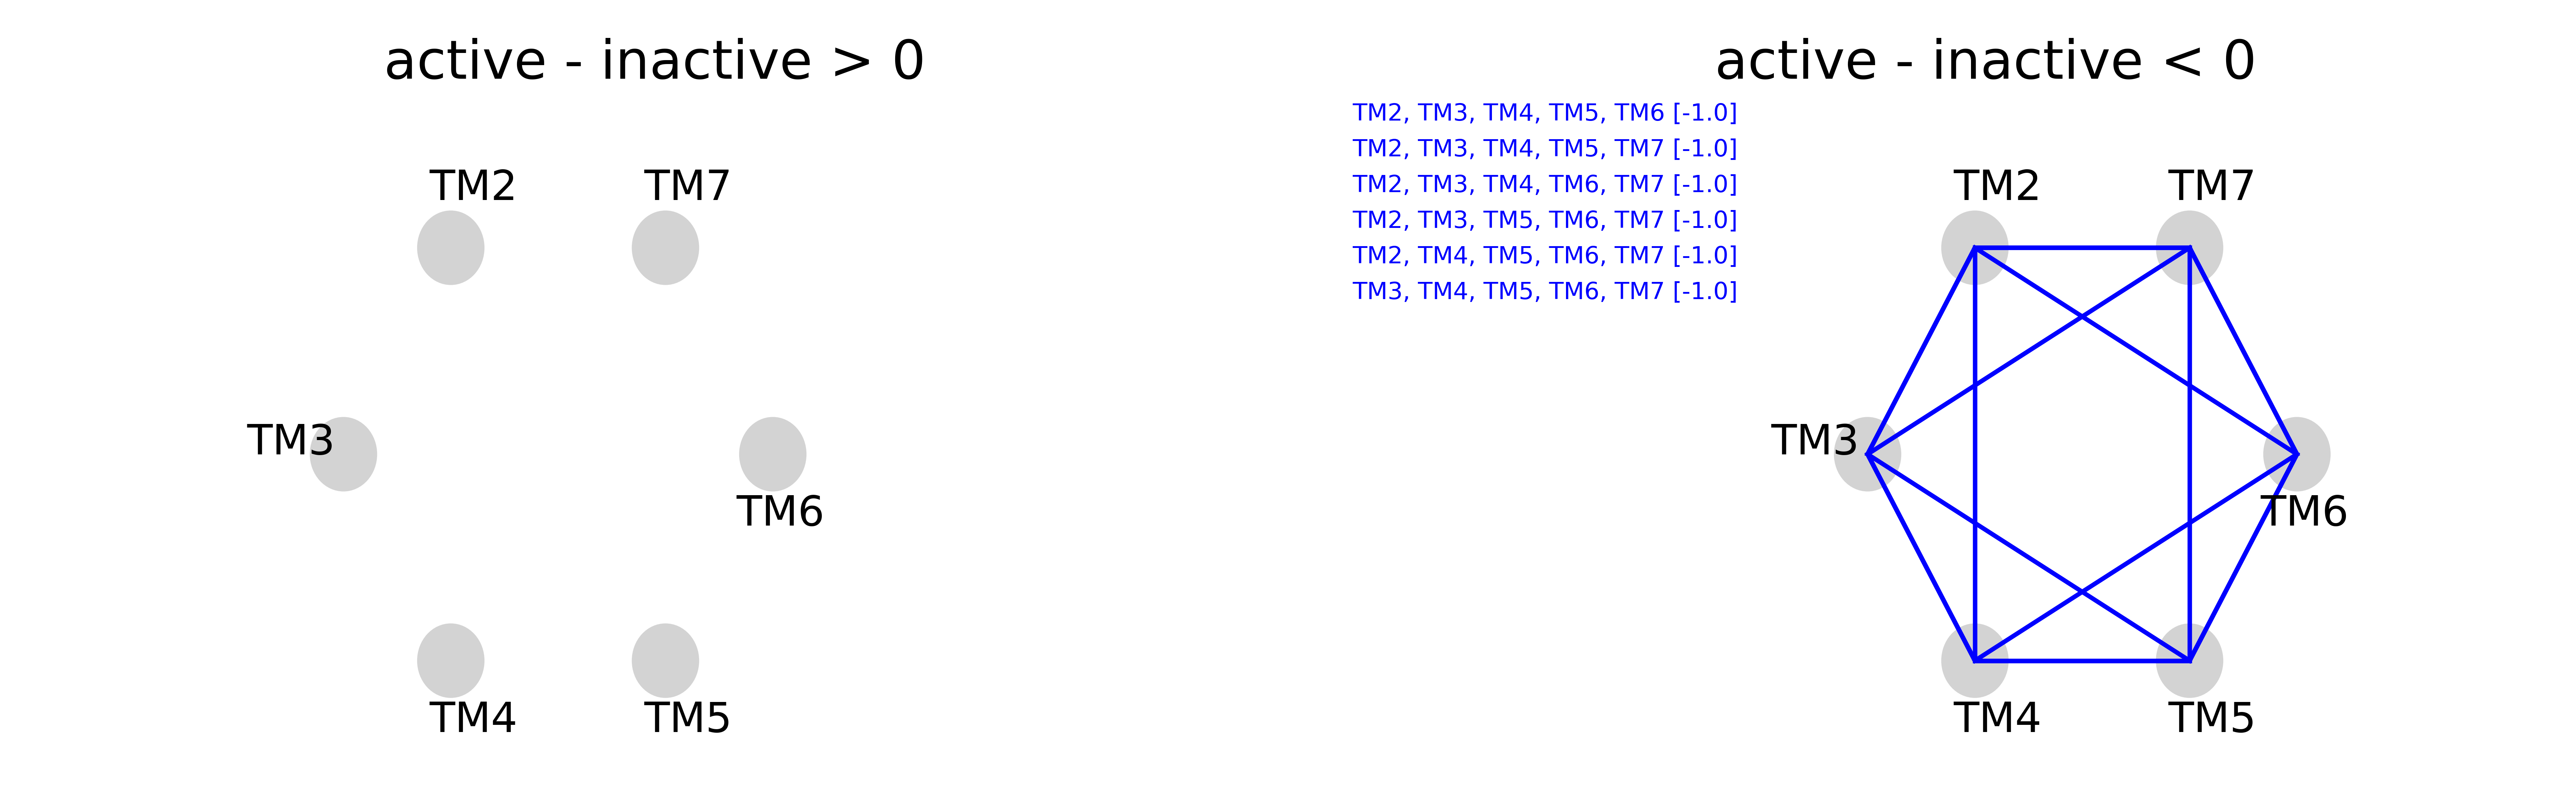 active - inactive > 0
TM2
TM7
TM3
TM6
TM4
TM5
active - inactive < 0
TM2, TM3, TM4, TM5, TM6 [-1.0]
TM2, TM3, TM4, TM5, TM7 [-1.0]
TM2, TM3, TM4, TM6, TM7 [-1.0]
TM2, TM3, TM5, TM6, TM7 [-1.0]
TM2, TM4, TM5, TM6, TM7 [-1.0]
TM3, TM4, TM5, TM6, TM7 [-1.0]
TM2
TM7
TM3
TM6
TM4
TM5